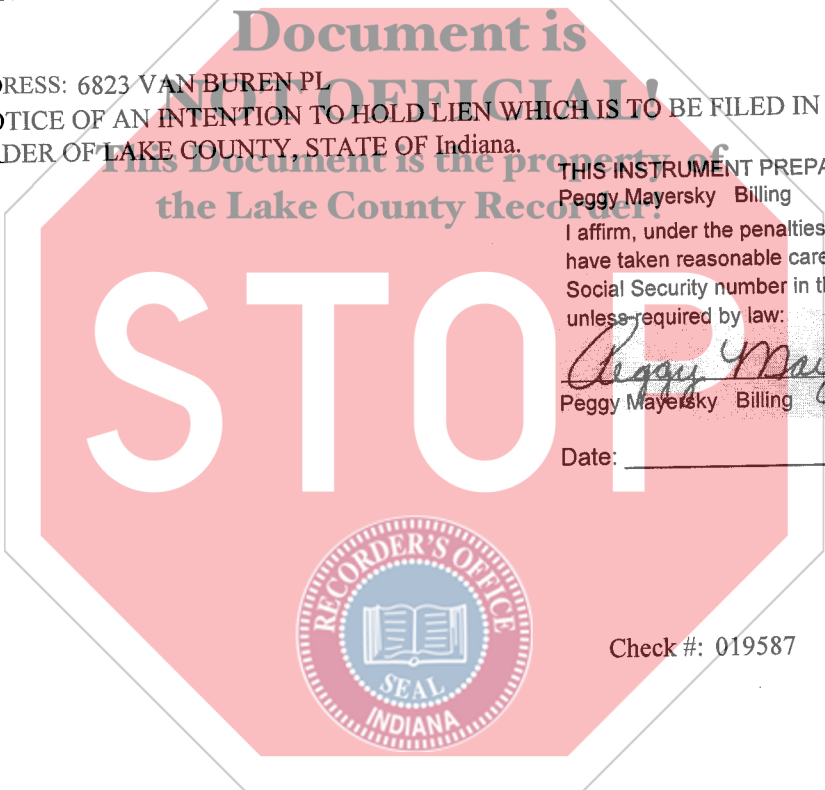 Document is
DRESS: 6823 VAN BUREN PL
NOT OFFICIAL!
OTICE OF AN INTENTION TO HOLD LIEN WHICH IS TO BE FILED IN
DER OF LAKE COUNTY, STATE OF Indiana.
This Document is the property of
the Lake County Recorder!
THIS INSTRUMENT PREPA
Peggy Mayersky Billing
I affirm, under the penalties
have taken reasonable care
Social Security number in th
unless required by law:
Peggy May
Peggy Mayersky Billing
Date:
STOP
RECORDER'S OFFICE
SEAL
INDIANA
Check #: 019587